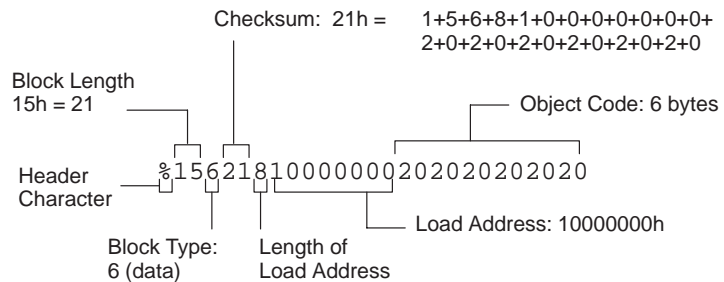 Checksum: 21h = 1+5+6+8+1+0+0+0+0+0+0+0+
2+0+2+0+2+0+2+0+2+0+2+0
Block Length
15h = 21
Object Code: 6 bytes
%15621810000000202020202020
Header
Character
Load Address: 10000000h
Block Type:
6 (data)
Length of
Load Address